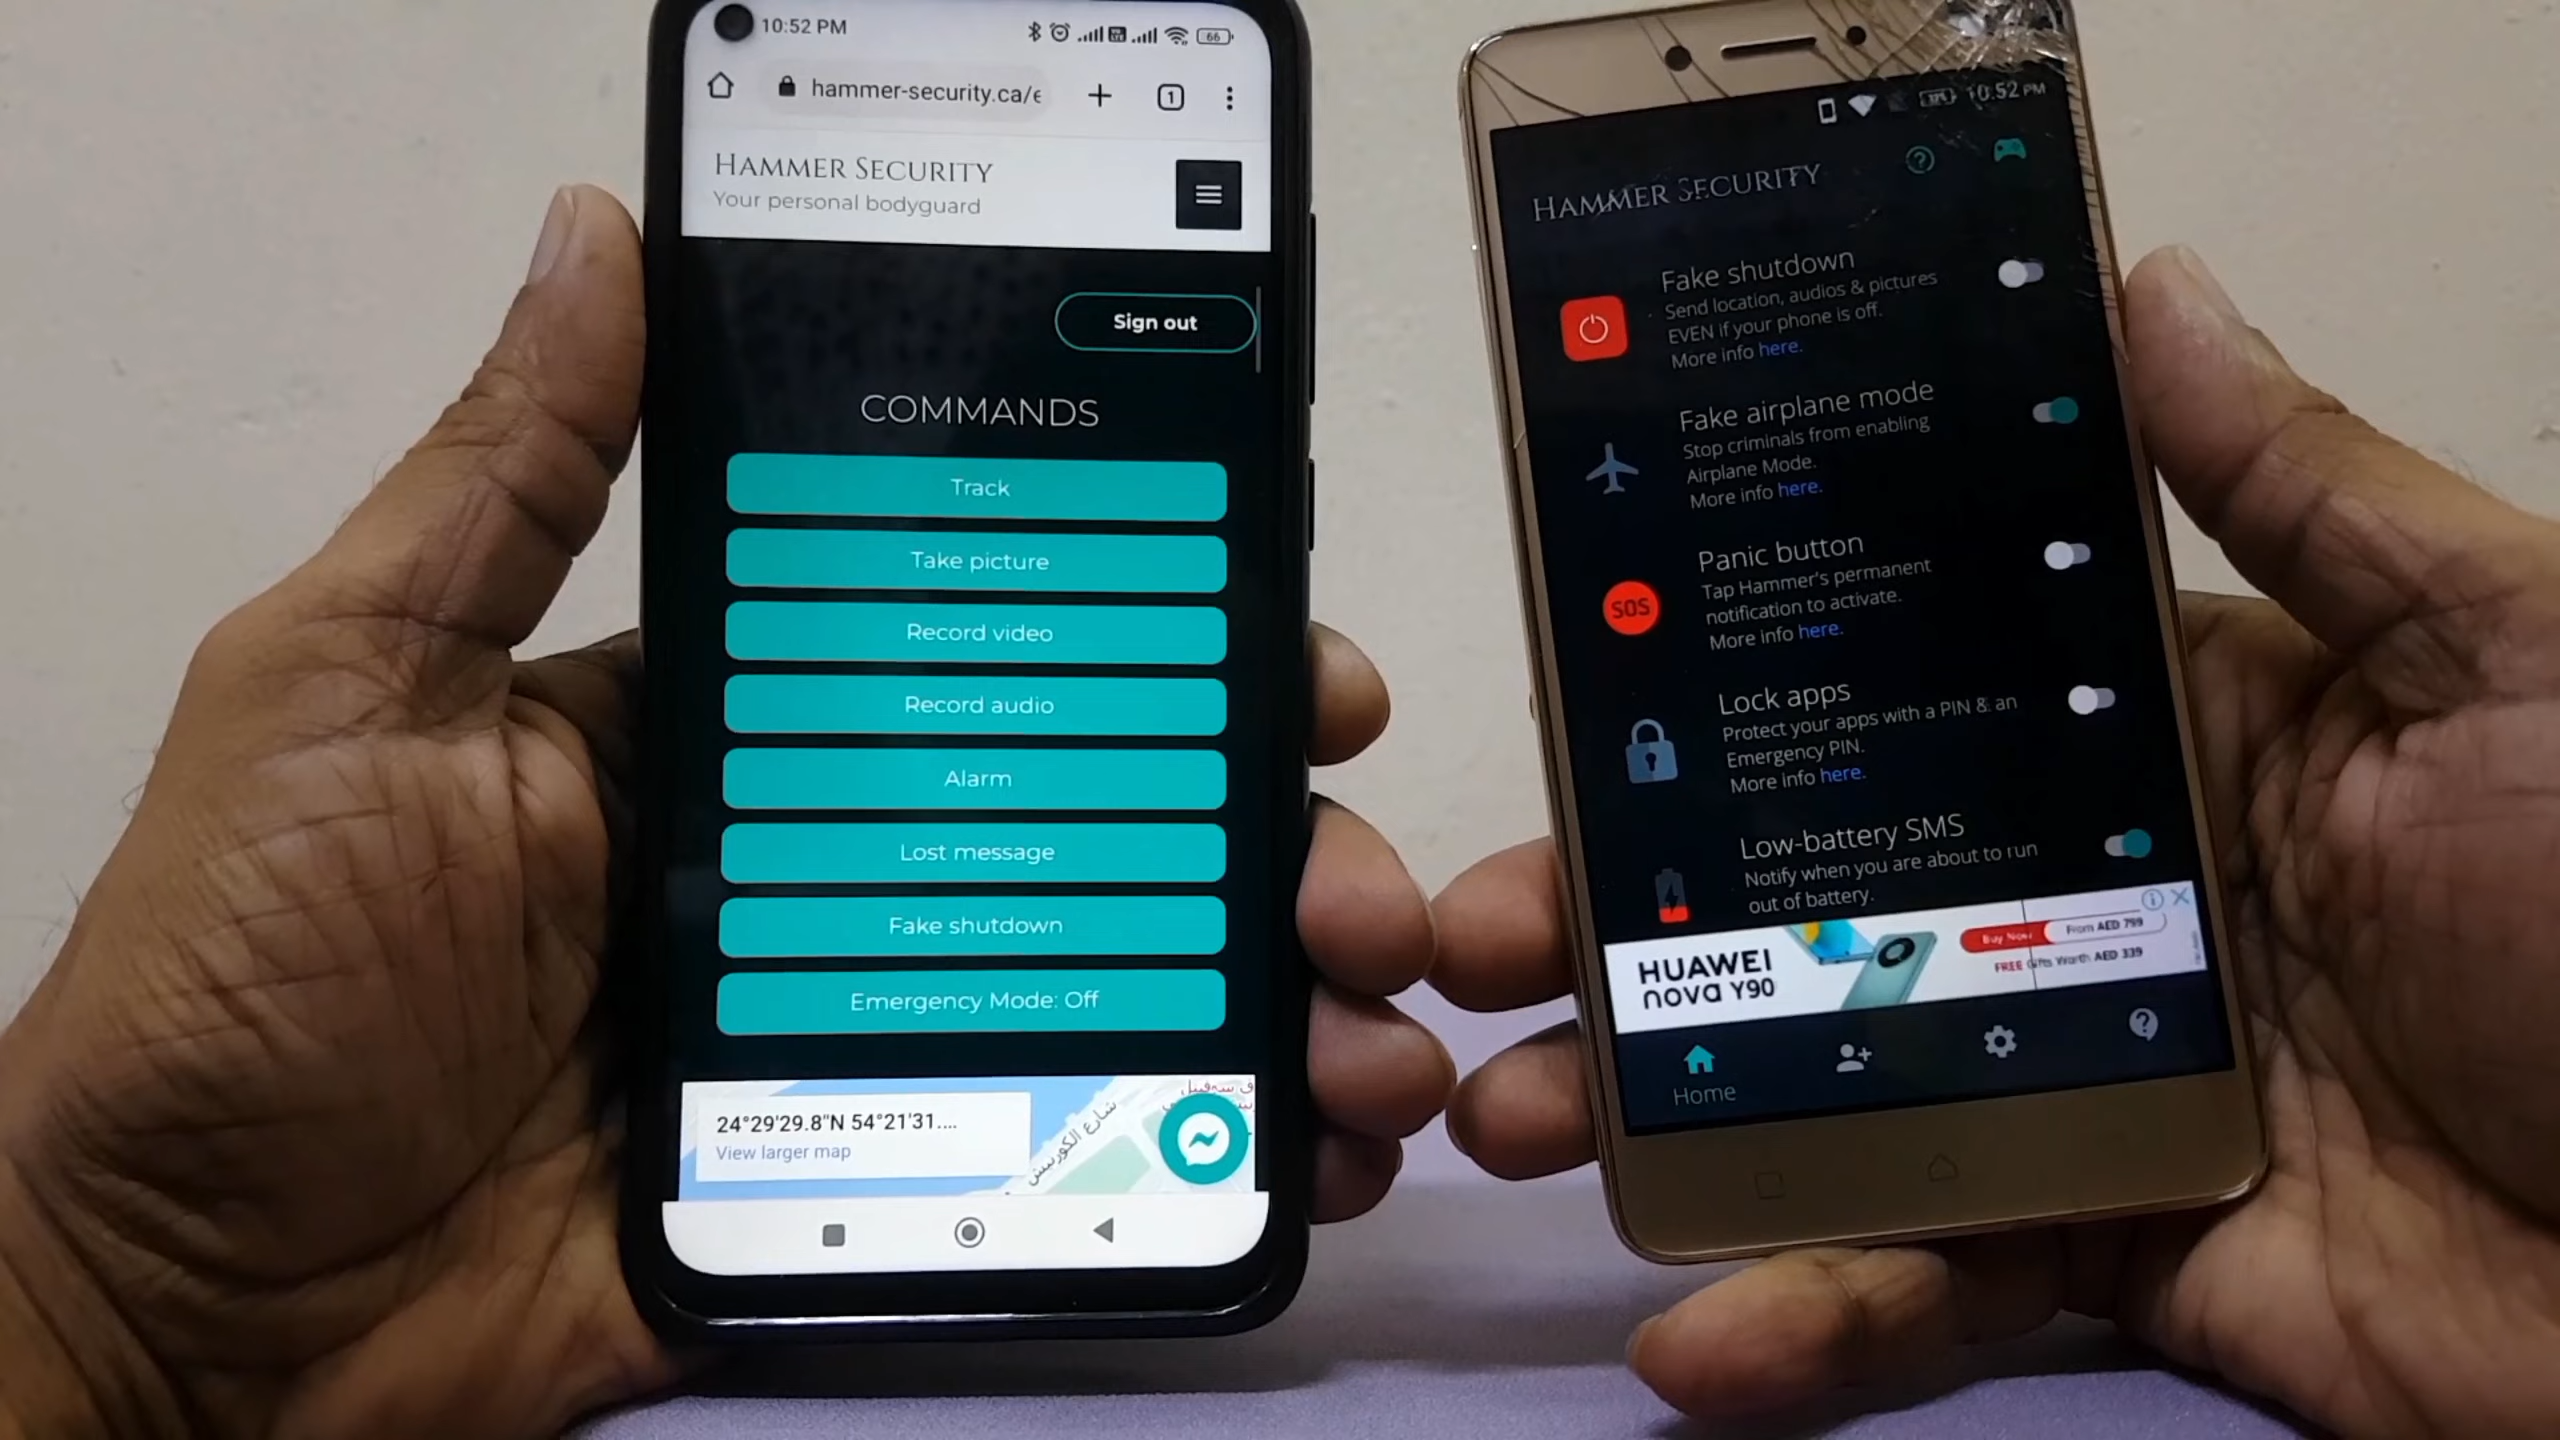 10:52 PM
66
hammer-security.ca/e
1
HAMMER SECURITY
Your personal bodyguard
Sign out
COMMANDS
Track
Take picture
Record video
Record audio
Alarm
Lost message
Fake shutdown
Emergency Mode: Off
24°29'29.8"N 54°21'31....
View larger map
شارع الكورنيش
10:52 PM
HAMMER SECURITY
Fake shutdown
Send location, audios & pictures
EVEN if your phone is off.
More info here.
Fake airplane mode
Stop criminals from enabling
Airplane Mode.
More info here.
SOS
Panic button
Tap Hammer's permanent
notification to activate.
More info here.
Lock apps
Protect your apps with a PIN & an
Emergency PIN.
More info here.
Low-battery SMS
Notify when you are about to run
out of battery.
HUAWEI
nova Y90
Buy Now
From AED 799
FREE Gifts Worth AED 339
Home